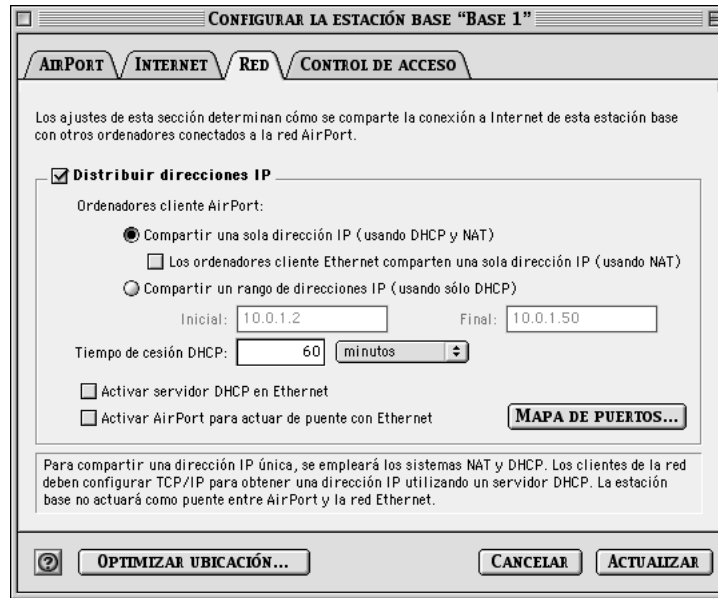 CONFIGURAR LA ESTACIÓN BASE “BASE 1”
AIRPORT INTERNET RED CONTROL DE ACCESO
Los ajustes de esta sección determinan cómo se comparte la conexión a Internet de esta estación base
con otros ordenadores conectados a la red AirPort.
Distribuir direcciones IP
Ordenadores cliente AirPort:
Compartir una sola dirección IP (usando DHCP y NAT)
Los ordenadores cliente Ethernet comparten una sola dirección IP (usando NAT)
Compartir un rango de direcciones IP (usando sólo DHCP)
Inicial: 10.0.1.2 Final: 10.0.1.50
Tiempo de cesión DHCP: 60 minutos
Activar servidor DHCP en Ethernet
Activar AirPort para actuar de puente con Ethernet MAPA DE PUERTOS...
Para compartir una dirección IP única, se empleará los sistemas NAT y DHCP. Los clientes de la red
deben configurar TCP/IP para obtener una dirección IP utilizando un servidor DHCP. La estación
base no actuará como puente entre AirPort y la red Ethernet.
? OPTIMIZAR UBICACIÓN... CANCELAR ACTUALIZAR